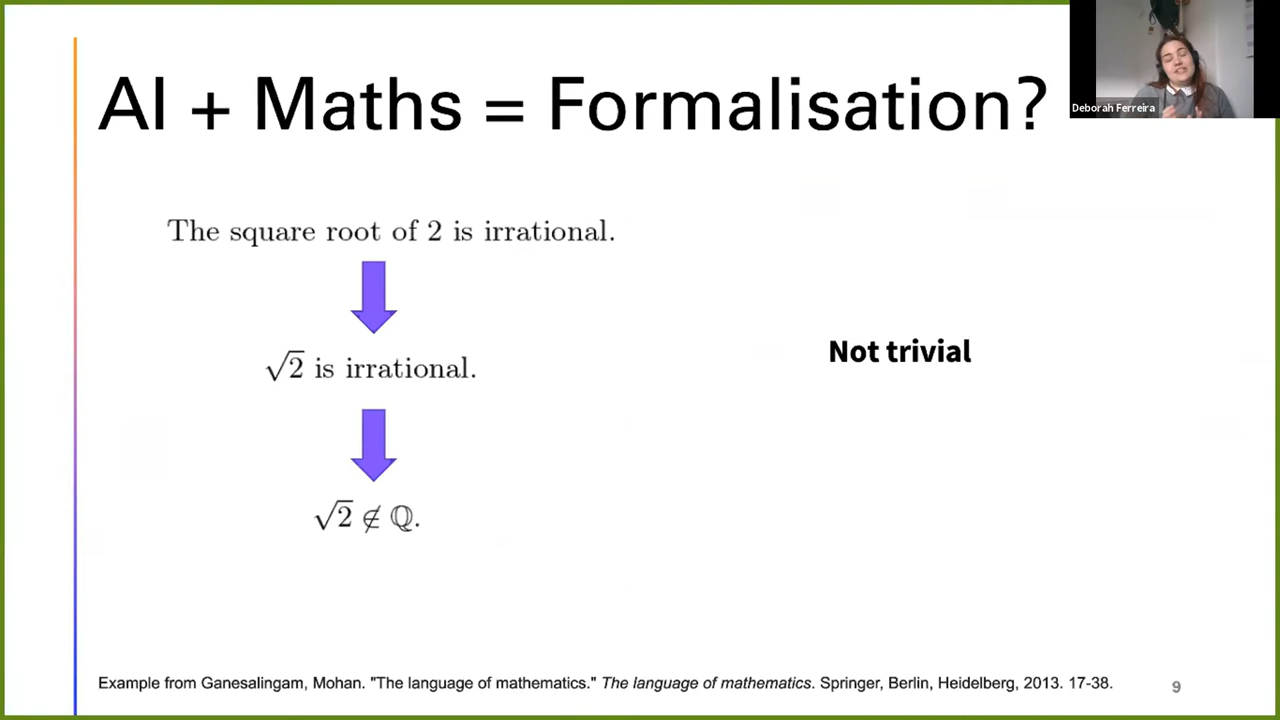 AI + Maths = Formalisation?
Deborah Ferreira
The square root of 2 is irrational.
√2 is irrational.
Not trivial
√2 ∉ ℚ.
Example from Ganesalingam, Mohan. "The language of mathematics." The language of mathematics. Springer, Berlin, Heidelberg, 2013. 17-38.
9